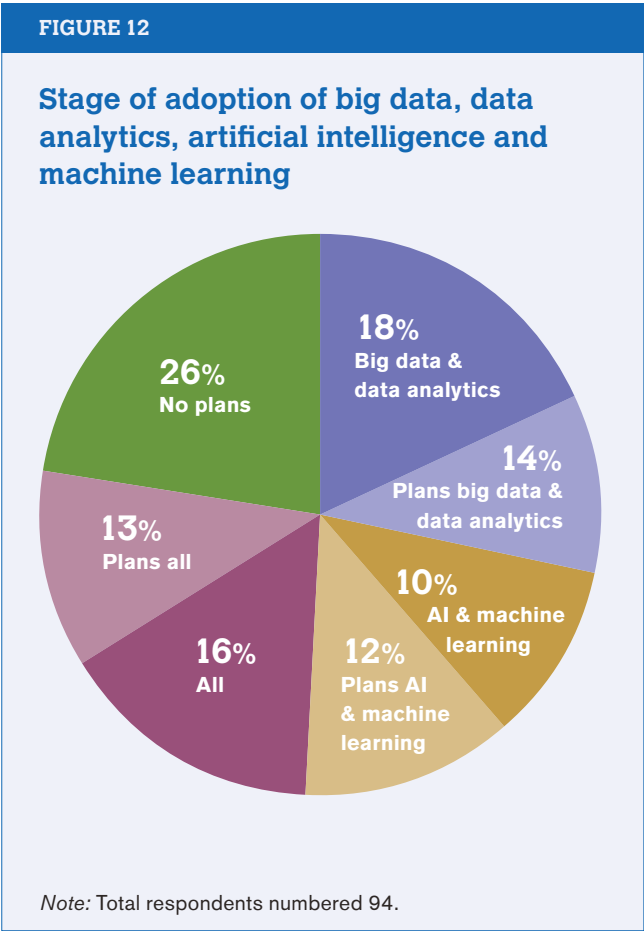 FIGURE 12
Stage of adoption of big data, data
analytics, artificial intelligence and
machine learning
18%
Big data &
data analytics
14%
Plans big data &
data analytics
10%
AI & machine
learning
12%
Plans AI
& machine
learning
16%
All
13%
Plans all
26%
No plans
Note: Total respondents numbered 94.